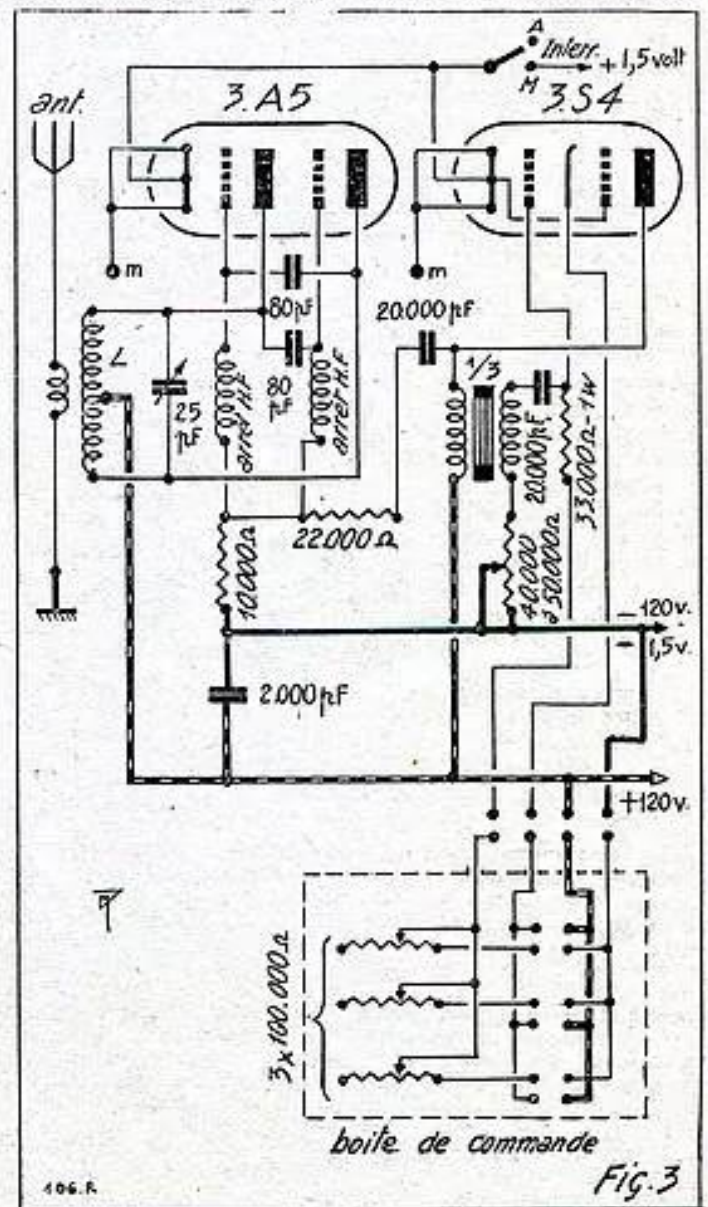 A
Interr.
+ 1,5 volt
M
ant.
3.A5
3.S4
m
m
80pF
20.000pF
L
25
pF
arrêt H.F
80
pF
arrêt H.F
1/3
20.000pF
33.000Ω-1W
10.000Ω
22.000Ω
40.000
à 50.000Ω
-120v.
- 1,5v.
2.000pF
+120v.
3x100.000Ω
boite de commande
106.R
Fig.3